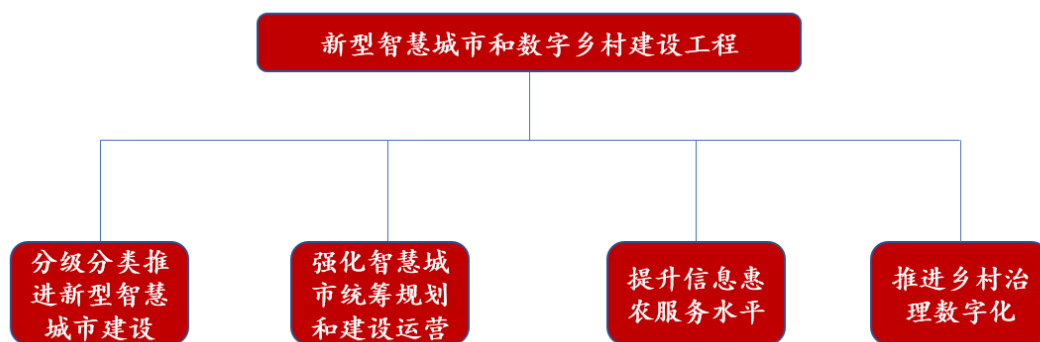 新型智慧城市和数字乡村建设工程
分级分类推
进新型智慧
城市建设
强化智慧城
市统筹规划
和建设运营
提升信息惠
农服务水平
推进乡村治
理数字化